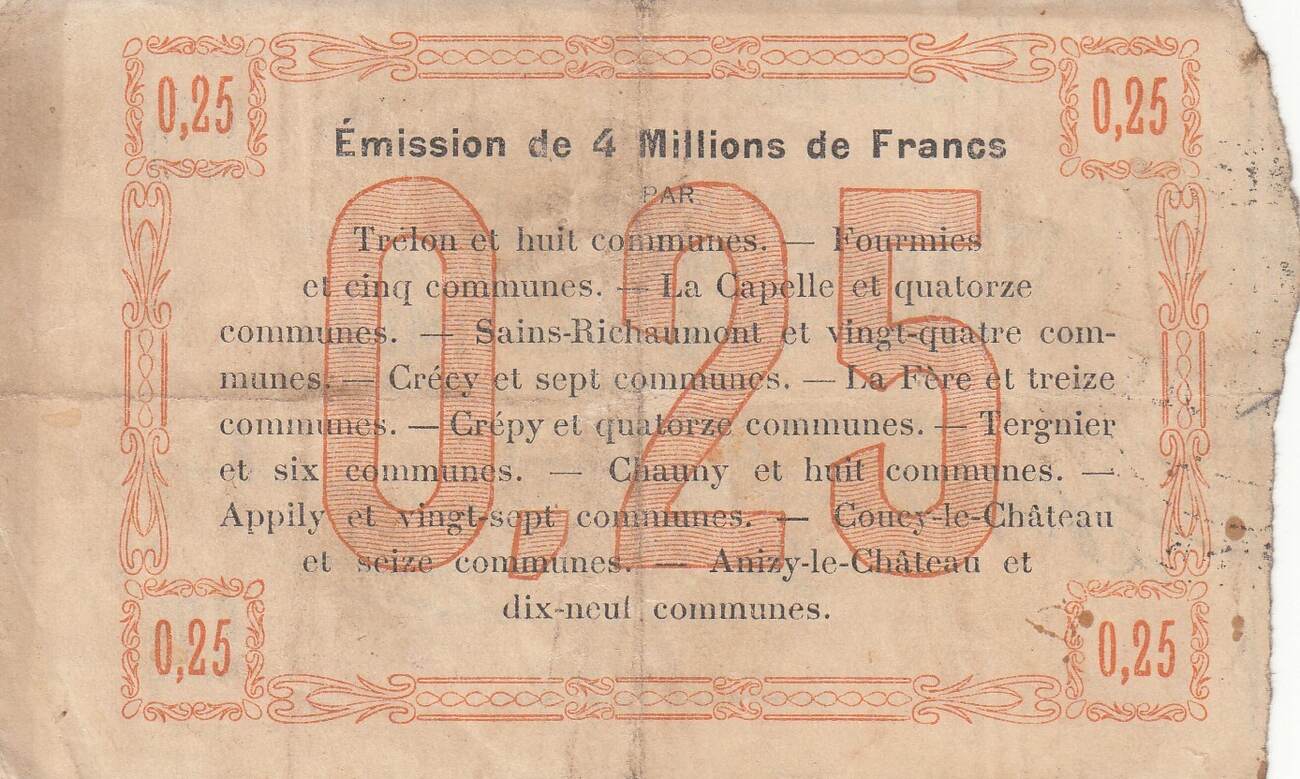 0,25
0,25
Émission de 4 Millions de Francs
PAR
0,25
Trélon et huit communes. — Fourmies
et cinq communes. — La Capelle et quatorze
communes. — Sains-Richaumont et vingt-quatre com-
munes. — Crécy et sept communes. — La Fère et treize
communes. — Crépy et quatorze communes. — Tergnier
et six communes. — Chauny et huit communes. —
Appily et vingt-sept communes. — Coucy-le-Château
et seize communes. — Anizy-le-Château et
dix-neuf communes.
0,25
0,25